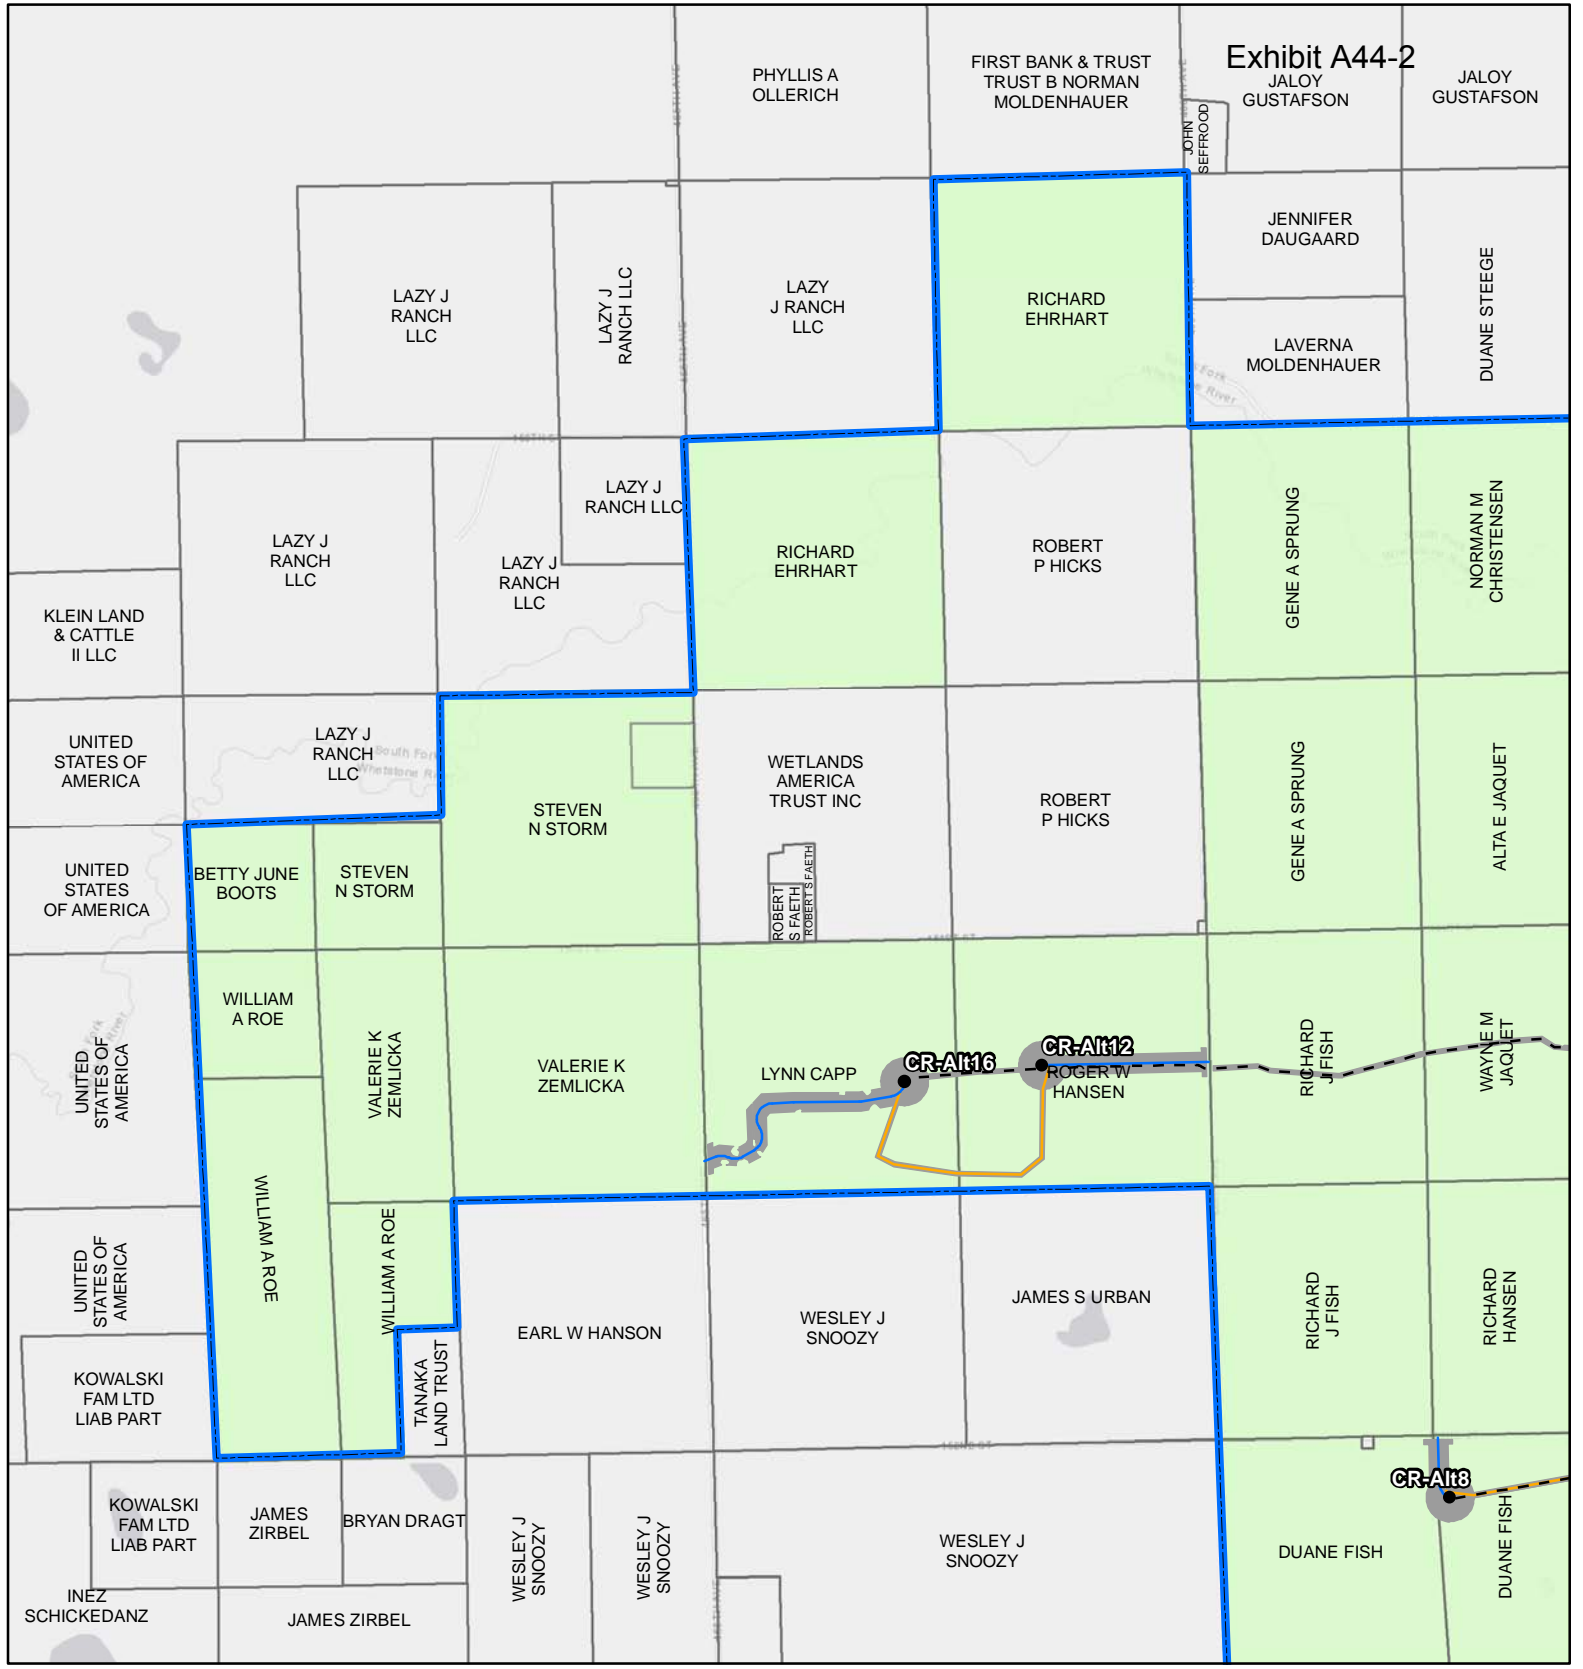 Exhibit A44-2
PHYLLIS A
OLLERICH
FIRST BANK & TRUST
TRUST B NORMAN
MOLDENHAUER
JALOY
GUSTAFSON
JALOY
GUSTAFSON
JOHN
SEFFROOD
LAZY J
RANCH
LLC
LAZY J
RANCH LLC
LAZY
J RANCH
LLC
RICHARD
EHRHART
JENNIFER
DAUGAARD
LAVERNA
MOLDENHAUER
DUANE STEEGE
LAZY J
RANCH LLC
LAZY J
RANCH
LLC
LAZY J
RANCH
LLC
RICHARD
EHRHART
ROBERT
P HICKS
GENE A SPRUNG
NORMAN M
CHRISTENSEN
KLEIN LAND
& CATTLE
II LLC
UNITED
STATES OF
AMERICA
LAZY J
RANCH
LLC
South Fork
Whetstone
STEVEN
N STORM
WETLANDS
AMERICA
TRUST INC
ROBERT
P HICKS
GENE A SPRUNG
ALTA E JAQUET
UNITED
STATES
OF AMERICA
BETTY JUNE
BOOTS
STEVEN
N STORM
ROBERT
S FAETH
ROBERT S FAETH
WILLIAM
A ROE
UNITED
STATES OF
AMERICA
VALERIE K
ZEMLICKA
VALERIE K
ZEMLICKA
LYNN CAPP
CR-Alt16
CR-Alt12
ROGER W
HANSEN
RICHARD
J FISH
WAYNE M
JAQUET
UNITED
STATES OF
AMERICA
WILLIAM A ROE
WILLIAM A ROE
EARL W HANSON
WESLEY J
SNOOZY
JAMES S URBAN
RICHARD
J FISH
RICHARD
HANSEN
KOWALSKI
FAM LTD
LIAB PART
TANAKA
LAND TRUST
152ND ST
CR-Alt8
KOWALSKI
FAM LTD
LIAB PART
JAMES
ZIRBEL
BRYAN DRAGT
WESLEY J
SNOOZY
WESLEY J
SNOOZY
WESLEY J
SNOOZY
DUANE FISH
DUANE FISH
INEZ
SCHICKEDANZ
JAMES ZIRBEL